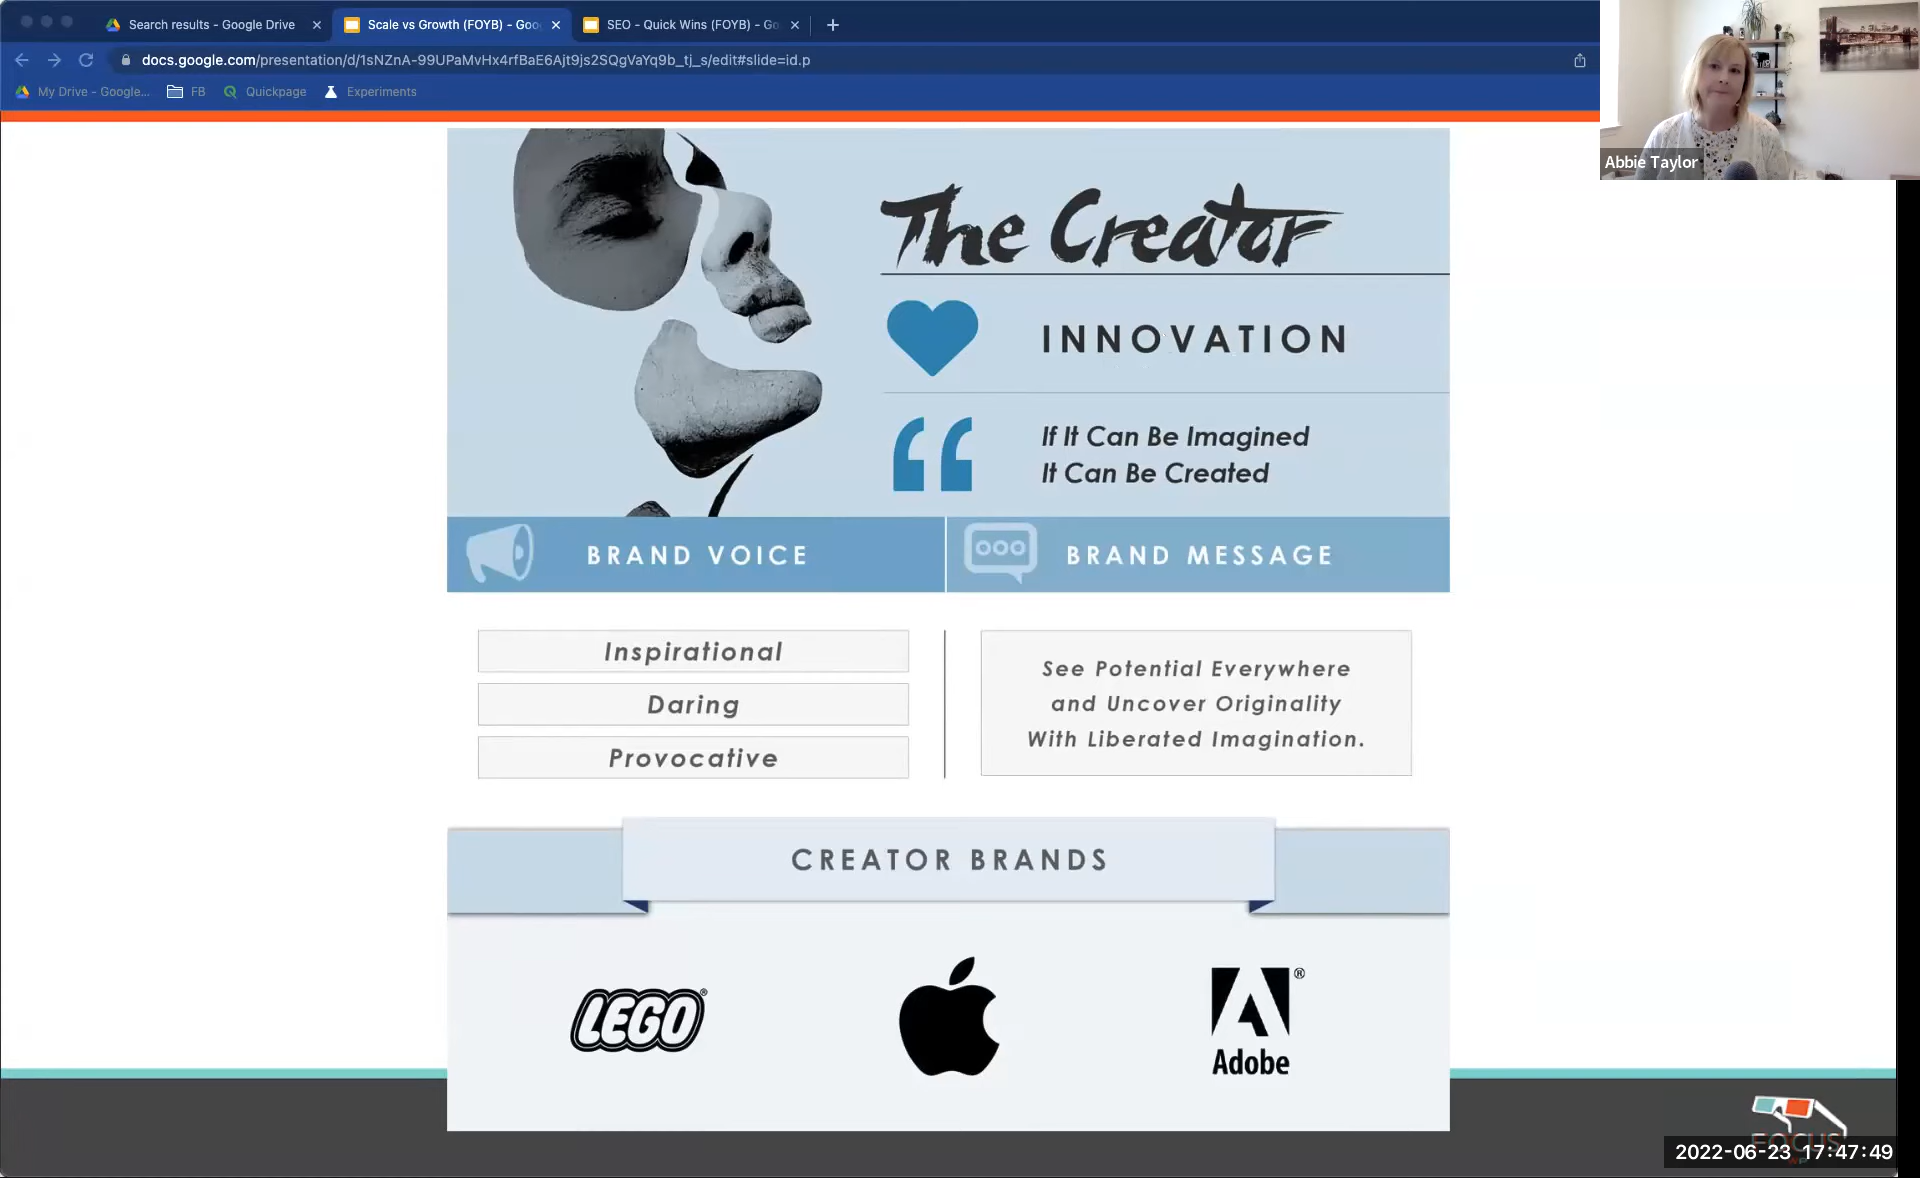 Search results - Google Drive
Scale vs Growth (FOYB) - Goo
SEO - Quick Wins (FOYB) - Go
docs.google.com/presentation/d/1sNZnA-99UPaMvHx4rfBaE6Ajt9js2SQgVaYq9b_tj_s/edit#slide=id.p
My Drive - Google...
FB
Quickpage
Experiments
Abbie Taylor
The Creator
INNOVATION
If It Can Be Imagined
It Can Be Created
BRAND VOICE
BRAND MESSAGE
Inspirational
Daring
Provocative
See Potential Everywhere
and Uncover Originality
With Liberated Imagination.
CREATOR BRANDS
LEGO®
®
Adobe
FOCUS
WP
2022-06-23 17:47:49